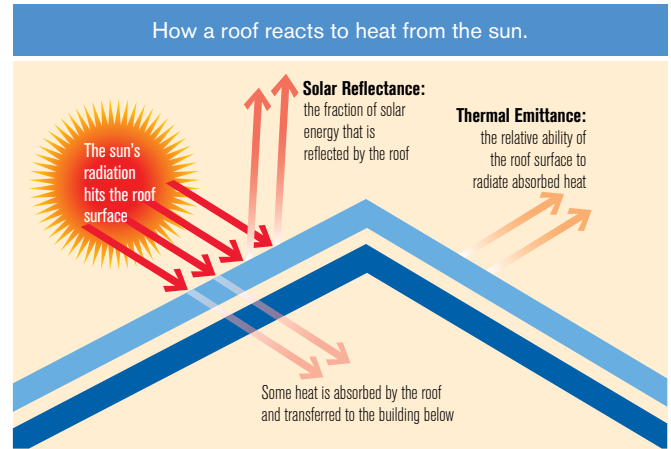 How a roof reacts to heat from the sun.
The sun's
radiation
hits the roof
surface
Solar Reflectance:
the fraction of solar
energy that is
reflected by the roof
Thermal Emittance:
the relative ability of
the roof surface to
radiate absorbed heat
Some heat is absorbed by the roof
and transferred to the building below